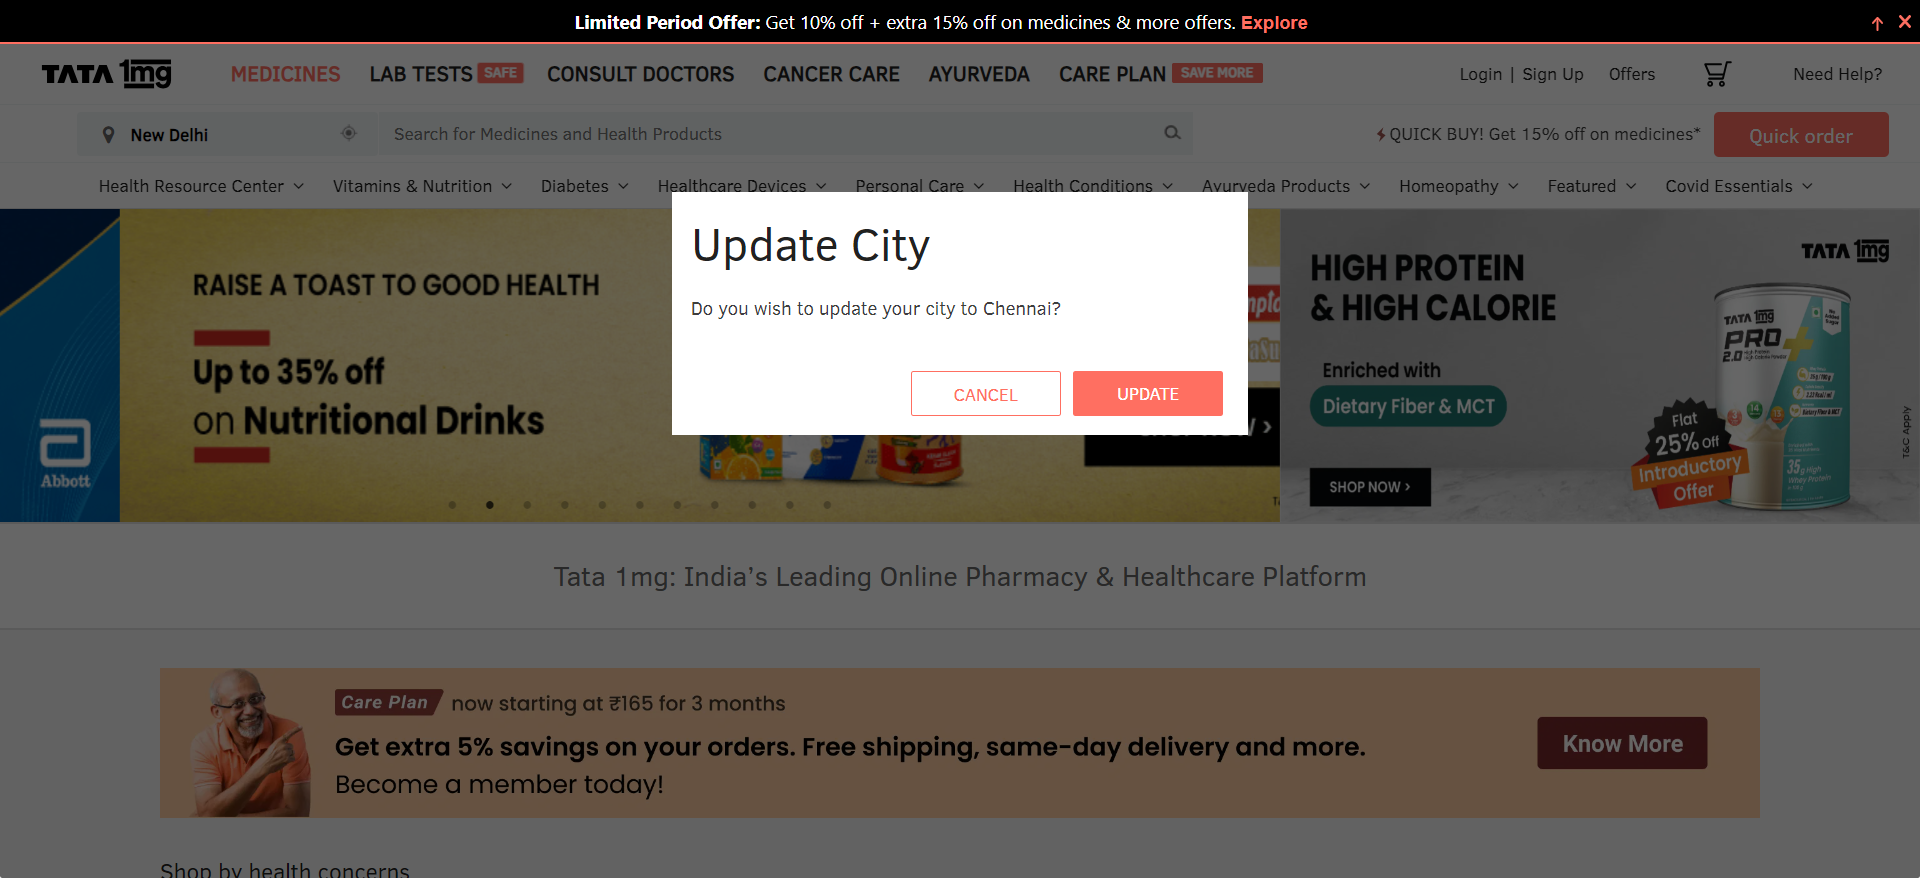 Limited Period Offer: Get 10% off + extra 15% off on medicines & more offers. Explore
TATA 1mg
MEDICINES
LAB TESTS SAFE
CONSULT DOCTORS
CANCER CARE
AYURVEDA
CARE PLAN SAVE MORE
Login | Sign Up
Offers
Need Help?
New Delhi
Search for Medicines and Health Products
QUICK BUY! Get 15% off on medicines*
Quick order
Health Resource Center
Vitamins & Nutrition
Diabetes
Healthcare Devices
Personal Care
Health Conditions
Ayurveda Products
Homeopathy
Featured
Covid Essentials
Abbott
RAISE A TOAST TO GOOD HEALTH
Up to 35% off
on Nutritional Drinks
Update City
Do you wish to update your city to Chennai?
CANCEL
UPDATE
HIGH PROTEIN
& HIGH CALORIE
Enriched with
Dietary Fiber & MCT
SHOP NOW
TATA 1mg
TATA 1mg
PRO+
2.0
Flat
25% Off
Introductory
Offer
35g High
Whey Protein
T&C Apply
Tata 1mg: India's Leading Online Pharmacy & Healthcare Platform
Care Plan now starting at ₹165 for 3 months
Get extra 5% savings on your orders. Free shipping, same-day delivery and more.
Become a member today!
Know More
Shop by health concerns